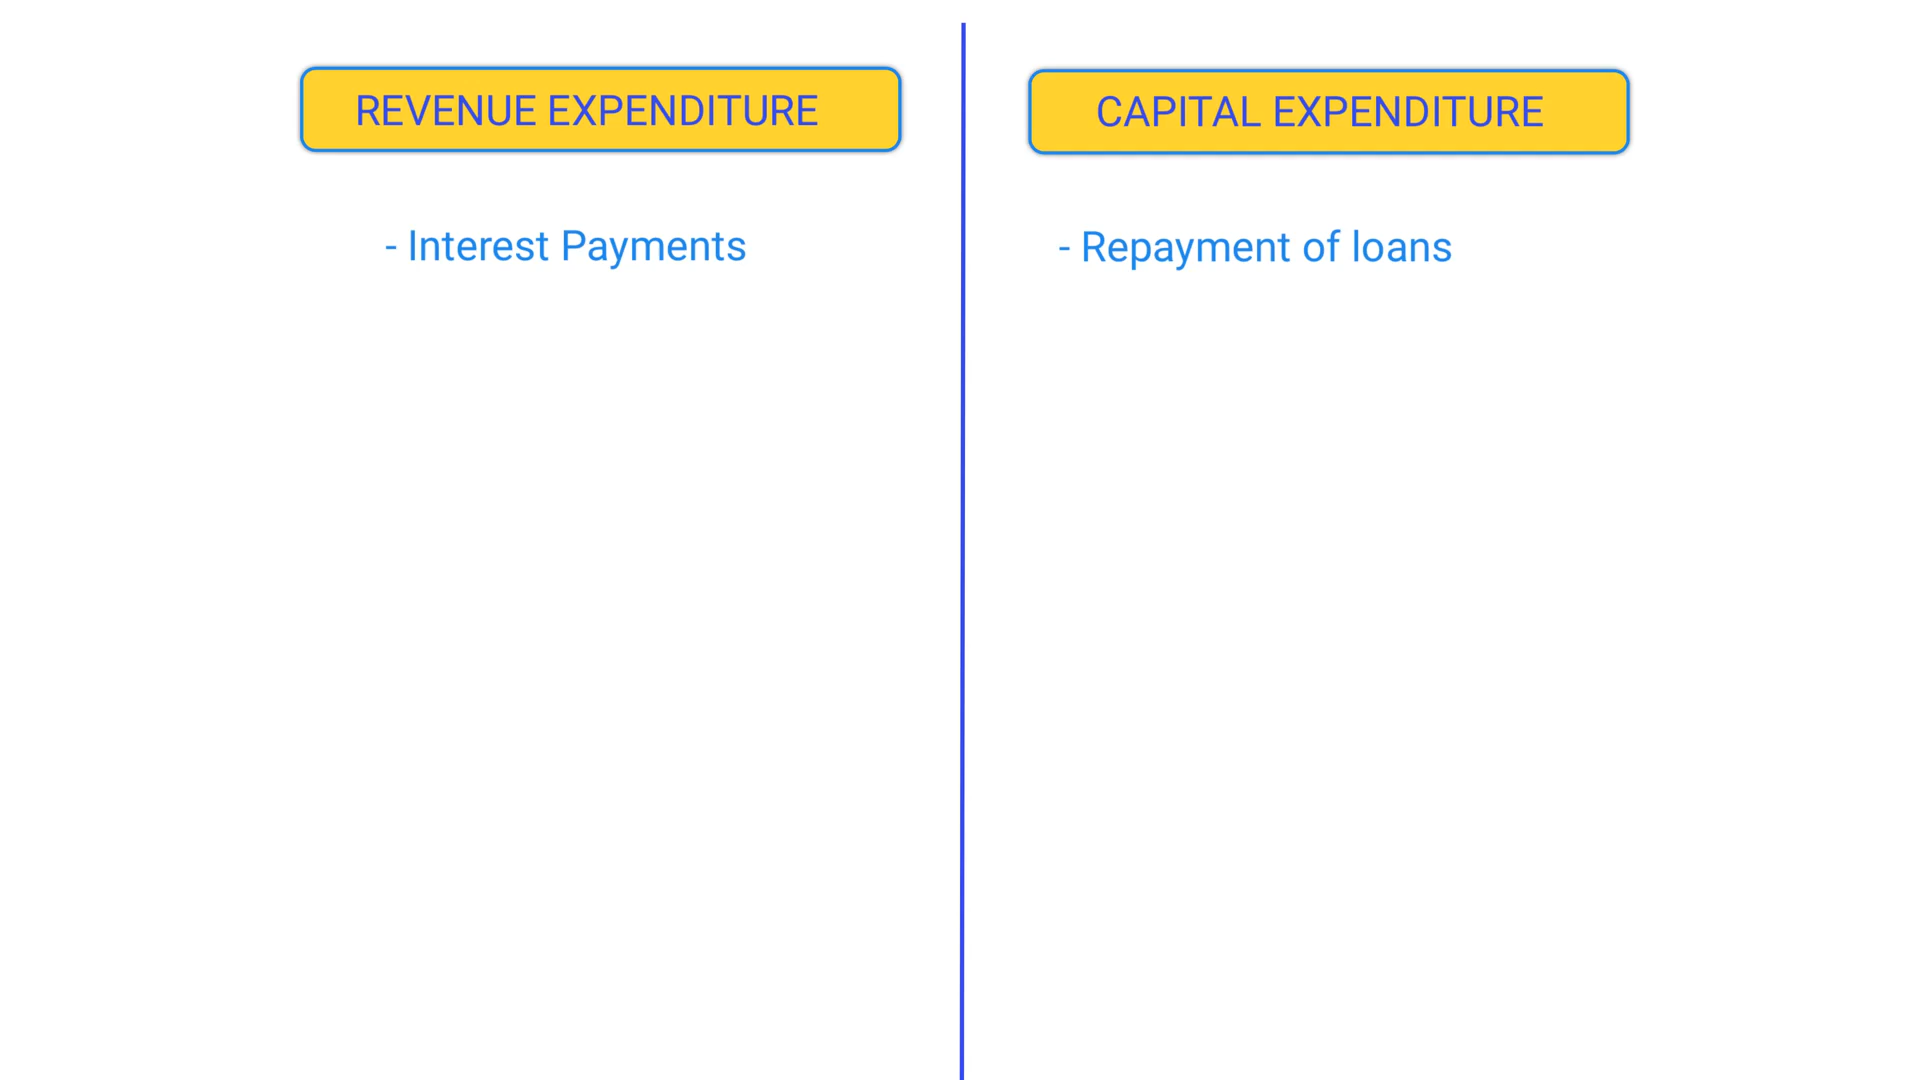 REVENUE EXPENDITURE
- Interest Payments
CAPITAL EXPENDITURE
- Repayment of loans